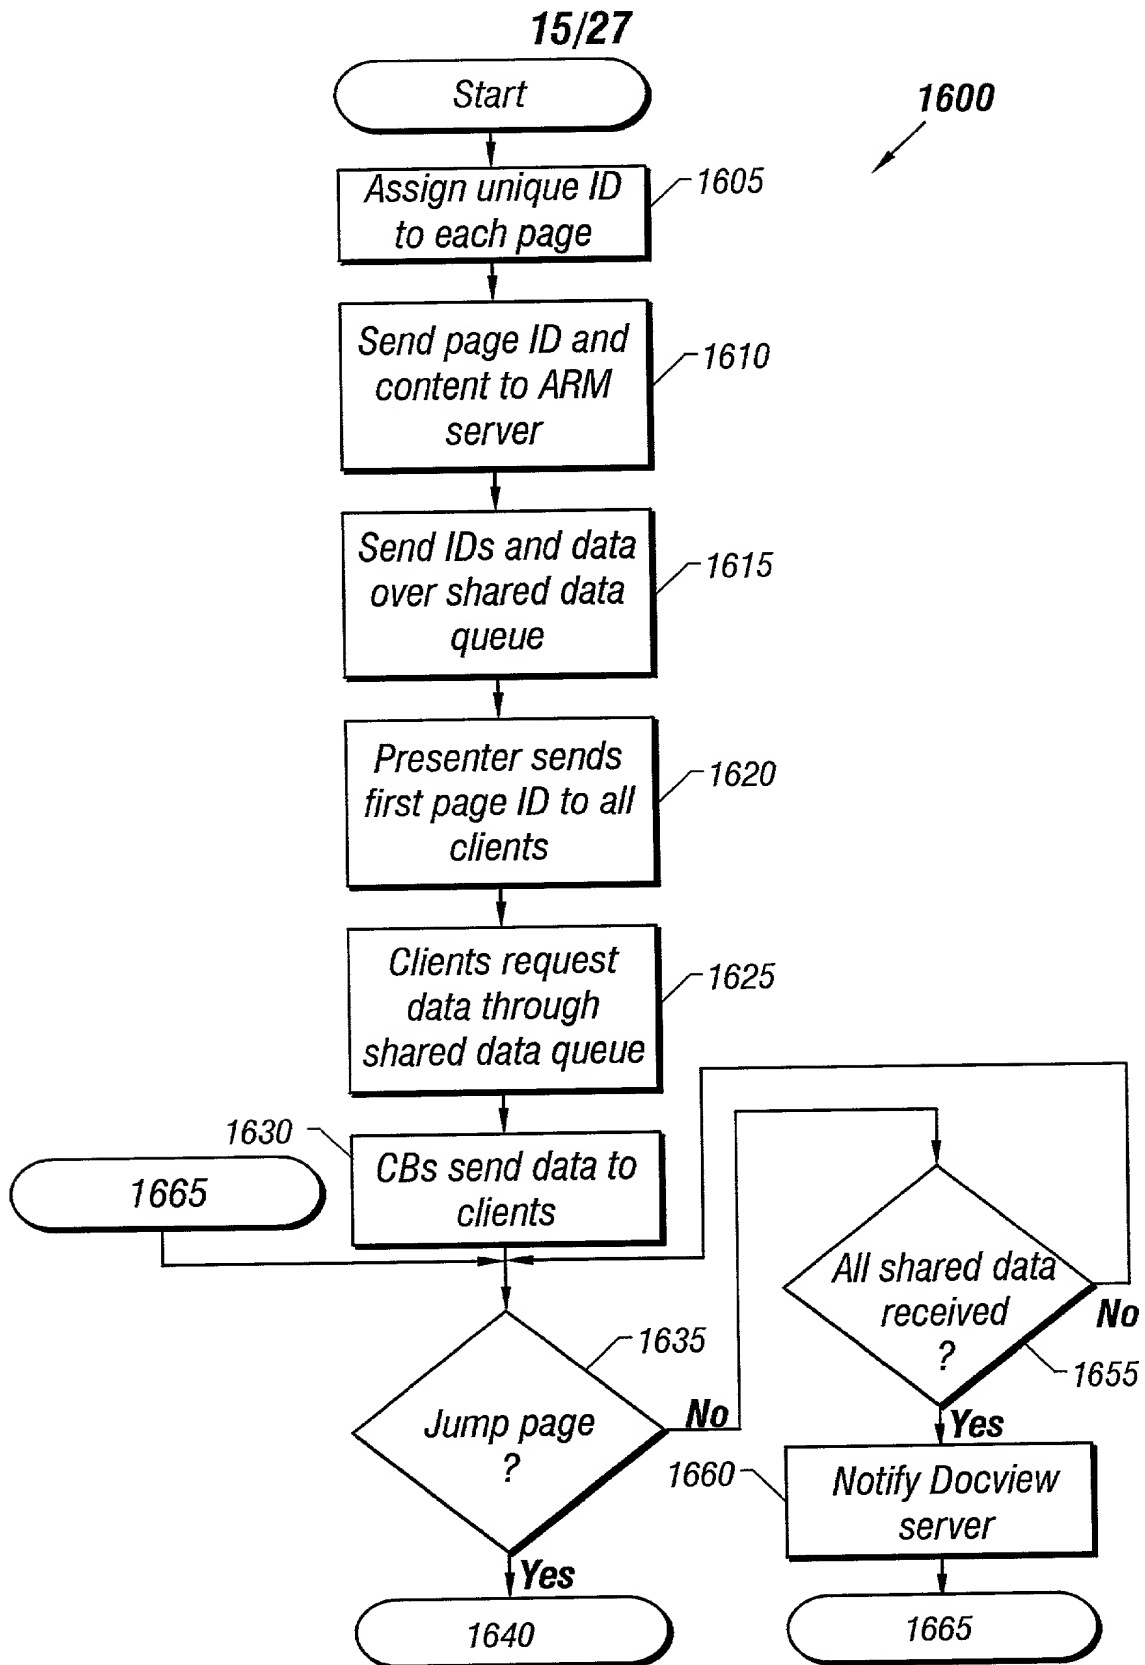 15/27
Start
1600
Assign unique ID
to each page
1605
Send page ID and
content to ARM
server
1610
Send IDs and data
over shared data
queue
1615
Presenter sends
first page ID to all
clients
1620
Clients request
data through
shared data queue
1625
1630
CBs send data to
clients
1665
Jump page
?
1635
No
Yes
1640
All shared data
received
?
No
1655
Yes
1660
Notify Docview
server
1665